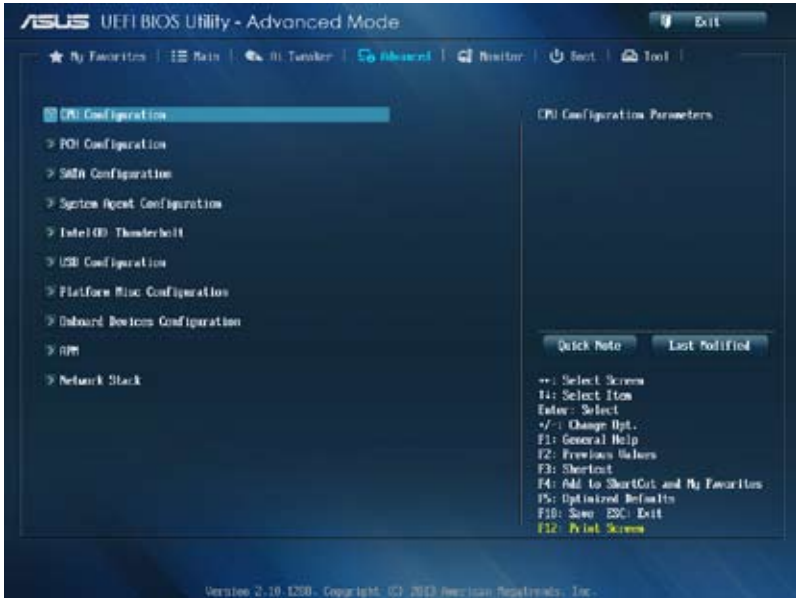 ASUS UEFI BIOS Utility - Advanced Mode
Exit
My Favorites | Main | Ai Tweaker | Advanced | Monitor | Boot | Tool |
CPU Configuration
CPU Configuration Parameters
> PCH Configuration
> SATA Configuration
> System Agent Configuration
> Intel(R) Thunderbolt
> USB Configuration
> Platform Misc Configuration
> Onboard Devices Configuration
> APM
> Network Stack
Quick Note
Last Modified
→←: Select Screen
↑↓: Select Item
Enter: Select
+/-: Change Opt.
F1: General Help
F2: Previous Values
F3: Shortcut
F4: Add to ShortCut and My Favorites
F5: Optimized Defaults
F10: Save ESC: Exit
F12: Print Screen
Version 2.10.1208. Copyright (C) 2013 American Megatrends, Inc.